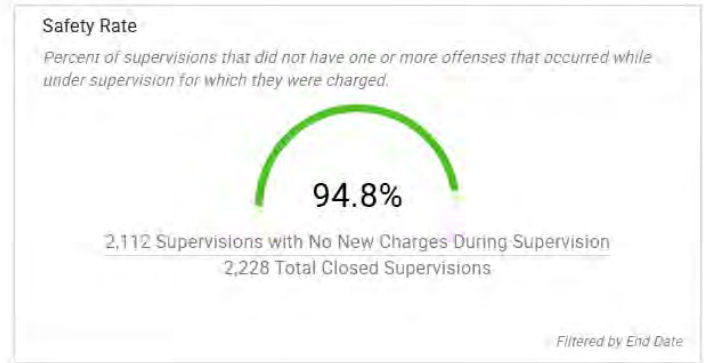 Safety Rate
Percent of supervisions that did not have one or more offenses that occurred while
under supervision for which they were charged.
94.8%
2,112 Supervisions with No New Charges During Supervision
2,228 Total Closed Supervisions
Filtered by End Date